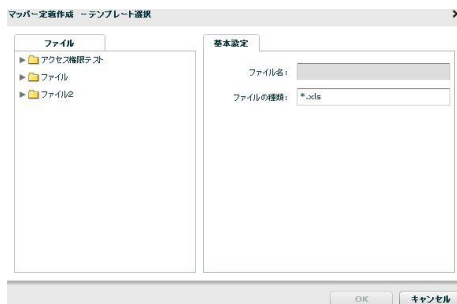 マッパー定義作成 －テンプレート選択
ファイル
アクセス権限テスト
ファイル
ファイル2
基本設定
ファイル名：
ファイルの種類： *.xls
OK キャンセル